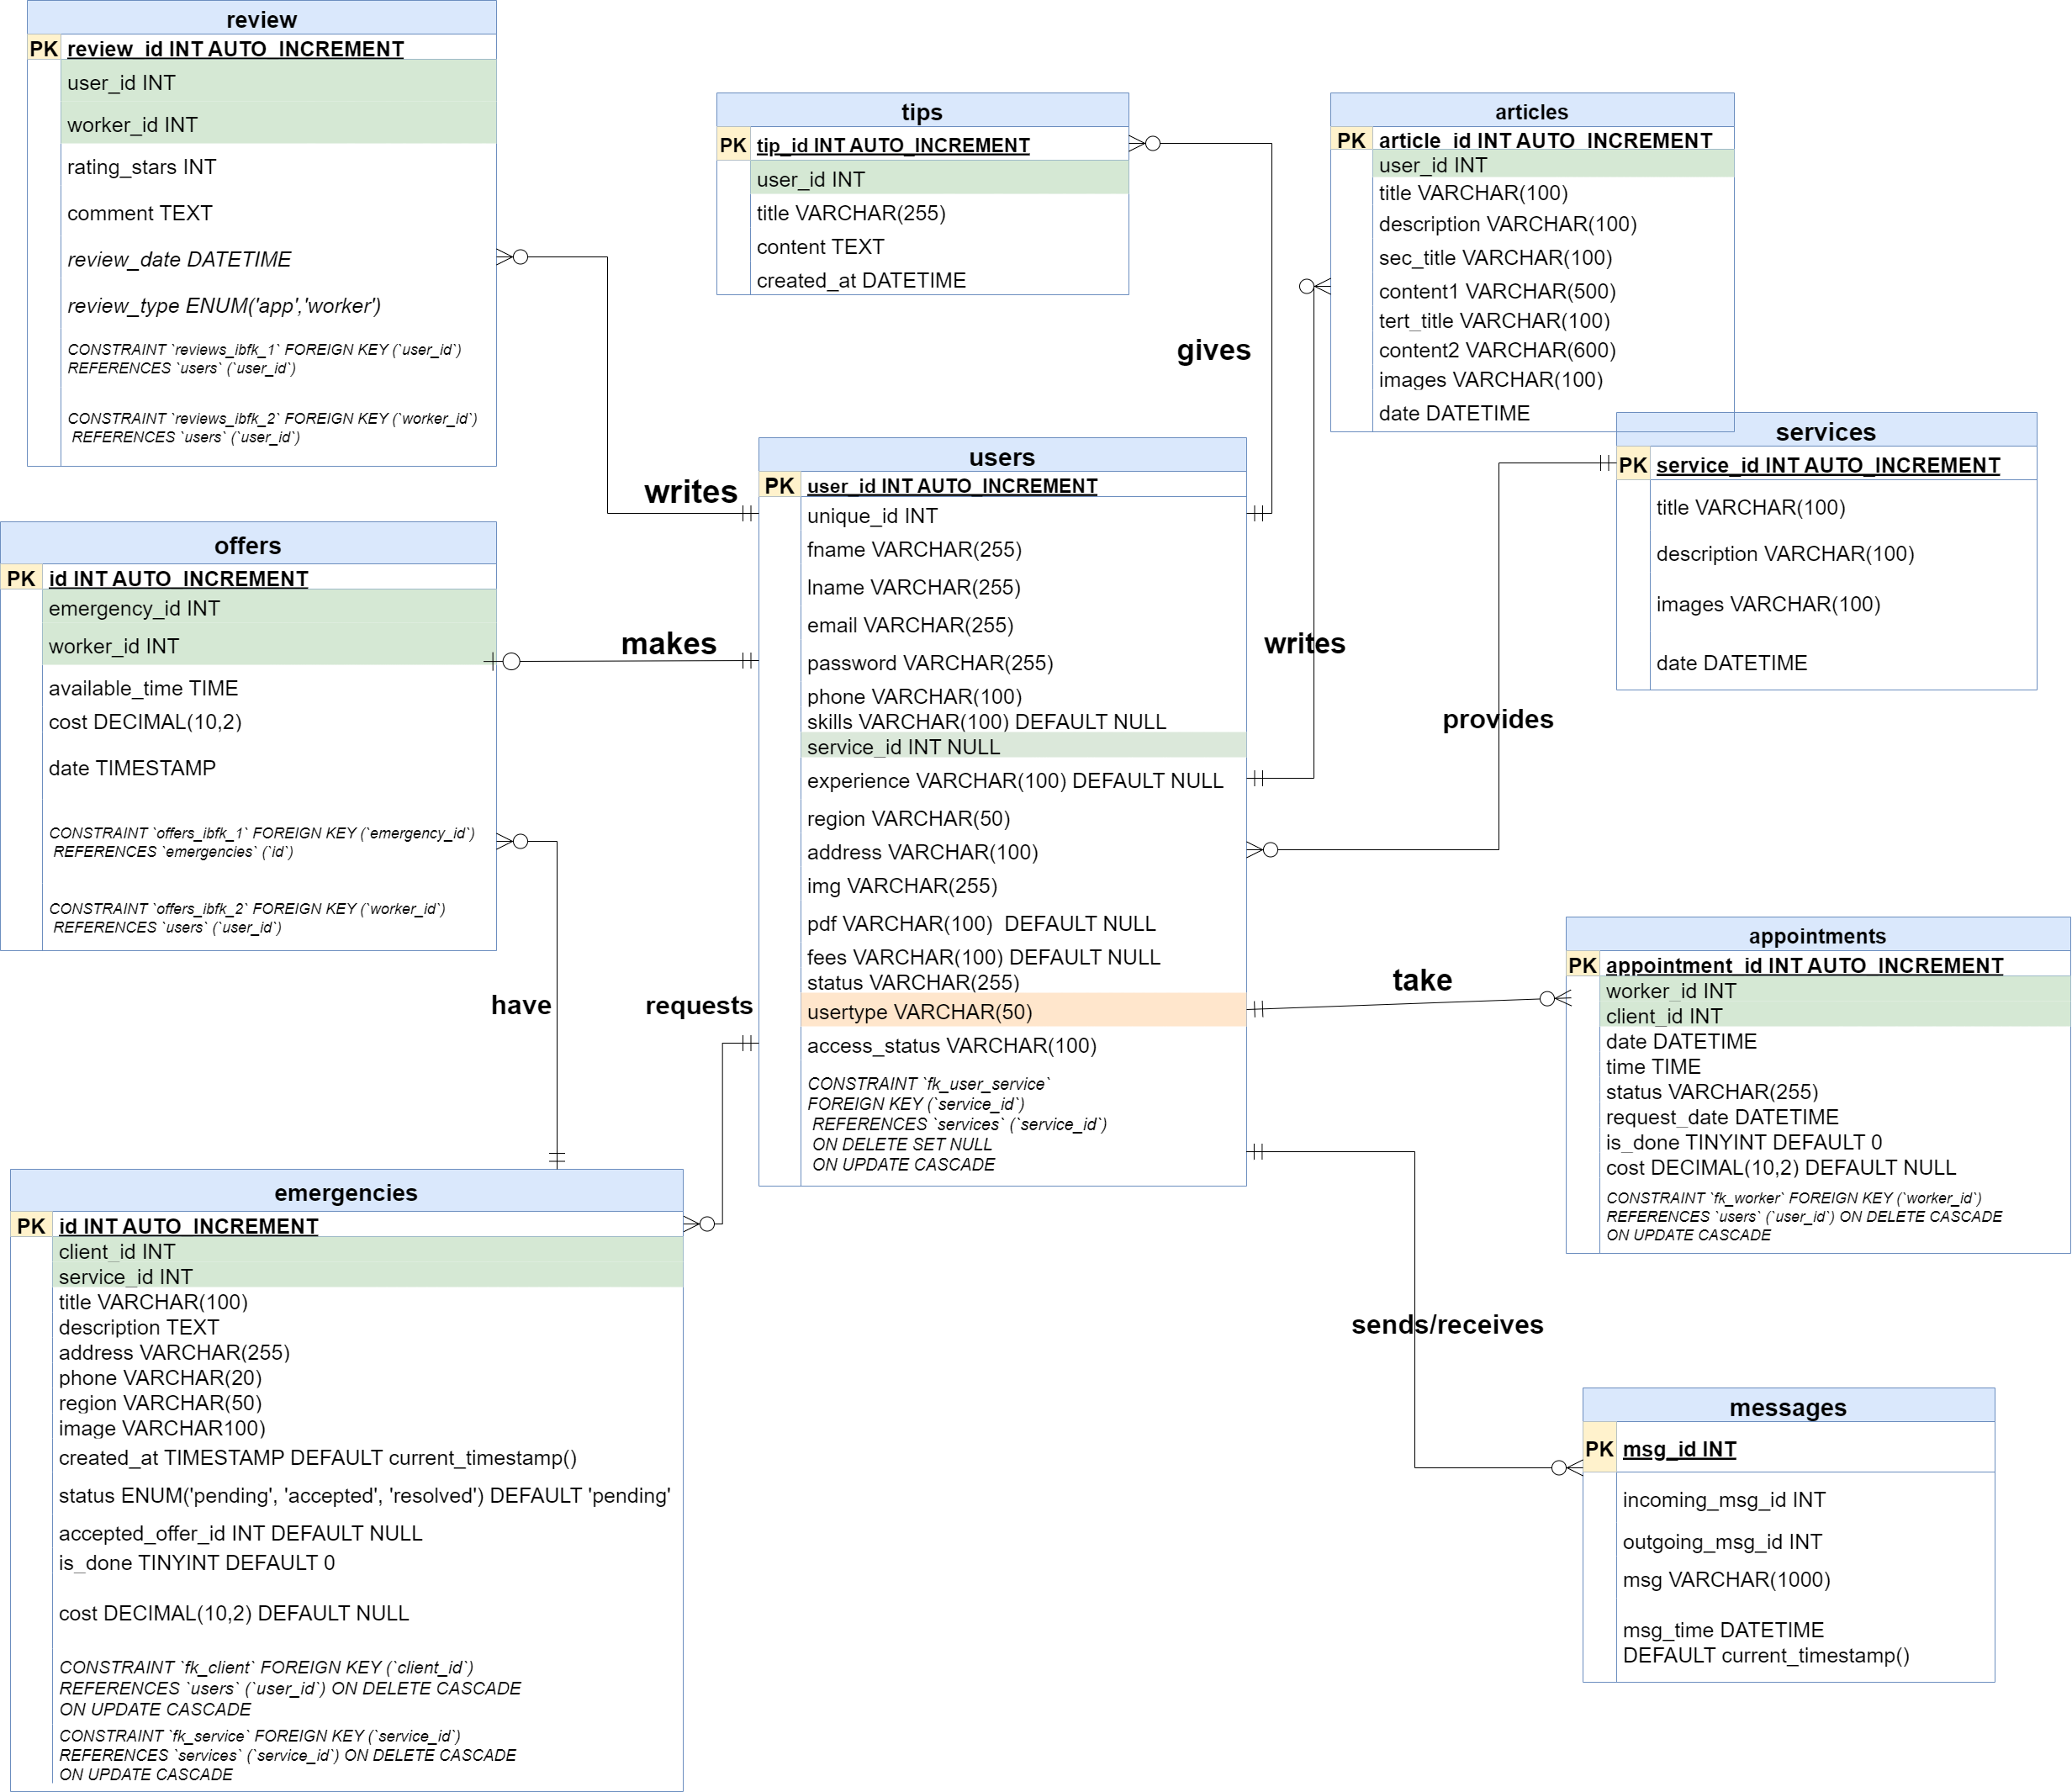 review
PK review_id INT AUTO_INCREMENT
user_id INT
worker_id INT
rating_stars INT
comment TEXT
review_date DATETIME
review_type ENUM('app','worker')
CONSTRAINT `reviews_ibfk_1` FOREIGN KEY (`user_id`)
REFERENCES `users` (`user_id`)
CONSTRAINT `reviews_ibfk_2` FOREIGN KEY (`worker_id`)
REFERENCES `users` (`user_id`)
tips
PK tip_id INT AUTO_INCREMENT
user_id INT
title VARCHAR(255)
content TEXT
created_at DATETIME
articles
PK article_id INT AUTO_INCREMENT
user_id INT
title VARCHAR(100)
description VARCHAR(100)
sec_title VARCHAR(100)
content1 VARCHAR(500)
tert_title VARCHAR(100)
content2 VARCHAR(600)
images VARCHAR(100)
date DATETIME
gives
services
PK service_id INT AUTO_INCREMENT
title VARCHAR(100)
description VARCHAR(100)
images VARCHAR(100)
date DATETIME
writes
users
PK user_id INT AUTO_INCREMENT
unique_id INT
fname VARCHAR(255)
lname VARCHAR(255)
email VARCHAR(255)
password VARCHAR(255)
phone VARCHAR(100)
skills VARCHAR(100) DEFAULT NULL
service_id INT NULL
experience VARCHAR(100) DEFAULT NULL
region VARCHAR(50)
address VARCHAR(100)
img VARCHAR(255)
pdf VARCHAR(100) DEFAULT NULL
fees VARCHAR(100) DEFAULT NULL
status VARCHAR(255)
usertype VARCHAR(50)
access_status VARCHAR(100)
CONSTRAINT `fk_user_service`
FOREIGN KEY (`service_id`)
REFERENCES `services` (`service_id`)
ON DELETE SET NULL
ON UPDATE CASCADE
offers
PK id INT AUTO_INCREMENT
emergency_id INT
worker_id INT
available_time TIME
cost DECIMAL(10,2)
date TIMESTAMP
CONSTRAINT `offers_ibfk_1` FOREIGN KEY (`emergency_id`)
REFERENCES `emergencies` (`id`)
CONSTRAINT `offers_ibfk_2` FOREIGN KEY (`worker_id`)
REFERENCES `users` (`user_id`)
makes
writes
provides
have
requests
take
appointments
PK appointment_id INT AUTO_INCREMENT
worker_id INT
client_id INT
date DATETIME
time TIME
status VARCHAR(255)
request_date DATETIME
is_done TINYINT DEFAULT 0
cost DECIMAL(10,2) DEFAULT NULL
CONSTRAINT `fk_worker` FOREIGN KEY (`worker_id`)
REFERENCES `users` (`user_id`) ON DELETE CASCADE
ON UPDATE CASCADE
emergencies
PK id INT AUTO_INCREMENT
client_id INT
service_id INT
title VARCHAR(100)
description TEXT
address VARCHAR(255)
phone VARCHAR(20)
region VARCHAR(50)
image VARCHAR100)
created_at TIMESTAMP DEFAULT current_timestamp()
status ENUM('pending', 'accepted', 'resolved') DEFAULT 'pending'
accepted_offer_id INT DEFAULT NULL
is_done TINYINT DEFAULT 0
cost DECIMAL(10,2) DEFAULT NULL
CONSTRAINT `fk_client` FOREIGN KEY (`client_id`)
REFERENCES `users` (`user_id`) ON DELETE CASCADE
ON UPDATE CASCADE
CONSTRAINT `fk_service` FOREIGN KEY (`service_id`)
REFERENCES `services` (`service_id`) ON DELETE CASCADE
ON UPDATE CASCADE
sends/receives
messages
PK msg_id INT
incoming_msg_id INT
outgoing_msg_id INT
msg VARCHAR(1000)
msg_time DATETIME
DEFAULT current_timestamp()